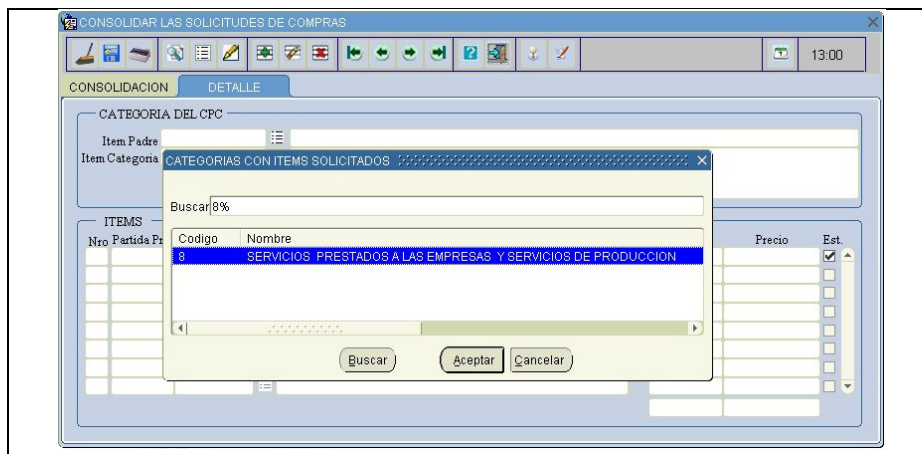 CONSOLIDAR LAS SOLICITUDES DE COMPRAS
13:00
CONSOLIDACION DETALLE
CATEGORIA DEL CPC
Item Padre
Item Categoria
CATEGORIAS CON ITEMS SOLICITADOS
Buscar 8%
Codigo Nombre
8 SERVICIOS PRESTADOS A LAS EMPRESAS Y SERVICIOS DE PRODUCCION
Buscar Aceptar Cancelar
ITEMS
Nro Partida Pr Precio Est.